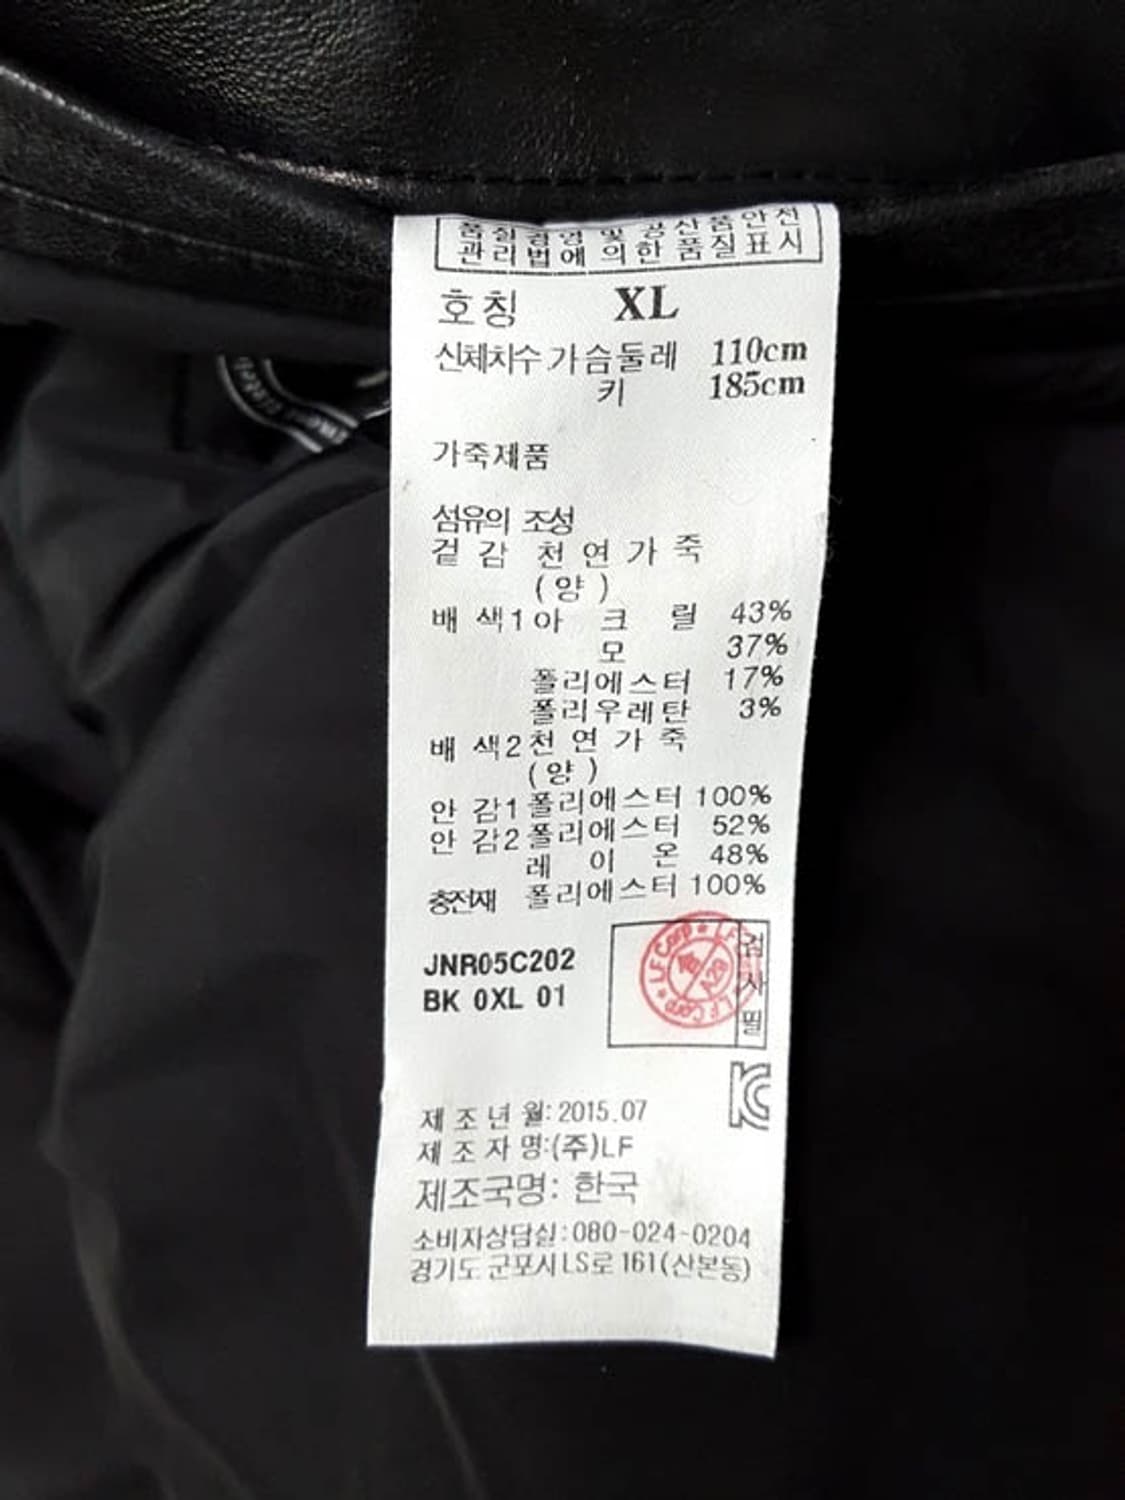 품질경영 및 공산품안전
관리법에 의한 품질표시
호칭 XL
신체치수 가슴둘레 110cm
키 185cm
가죽제품
섬유의 조성
겉감 천연가죽
(양)
배색1 아크릴 43%
모 37%
폴리에스터 17%
폴리우레탄 3%
배색2 천연가죽
(양)
안감1 폴리에스터 100%
안감2 폴리에스터 52%
레이온 48%
충전재 폴리에스터 100%
JNR05C202
BK 0XL 01
검사필
LF Corp
A29
KC
제조년월: 2015.07
제조자명:(주)LF
제조국명: 한국
소비자상담실: 080-024-0204
경기도 군포시 LS로 161(산본동)